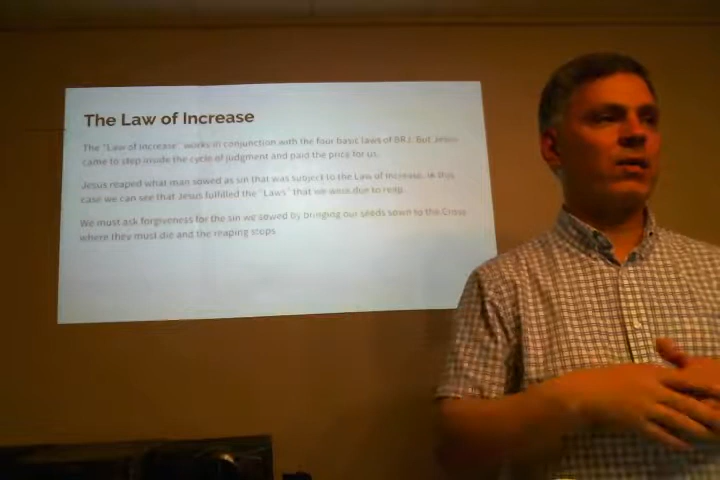 The Law of Increase
The "Law of Increase" works in conjunction with the four basic laws of BRJ. But Jesus
came to step inside the cycle of judgment and paid the price for us.
Jesus reaped what man sowed as sin that was subject to the Law of Increase. In this
case we can see that Jesus fulfilled the "Laws" that we were due to reap.
We must ask forgiveness for the sin we sowed by bringing our seeds sown to the Cross
where they must die and the reaping stops